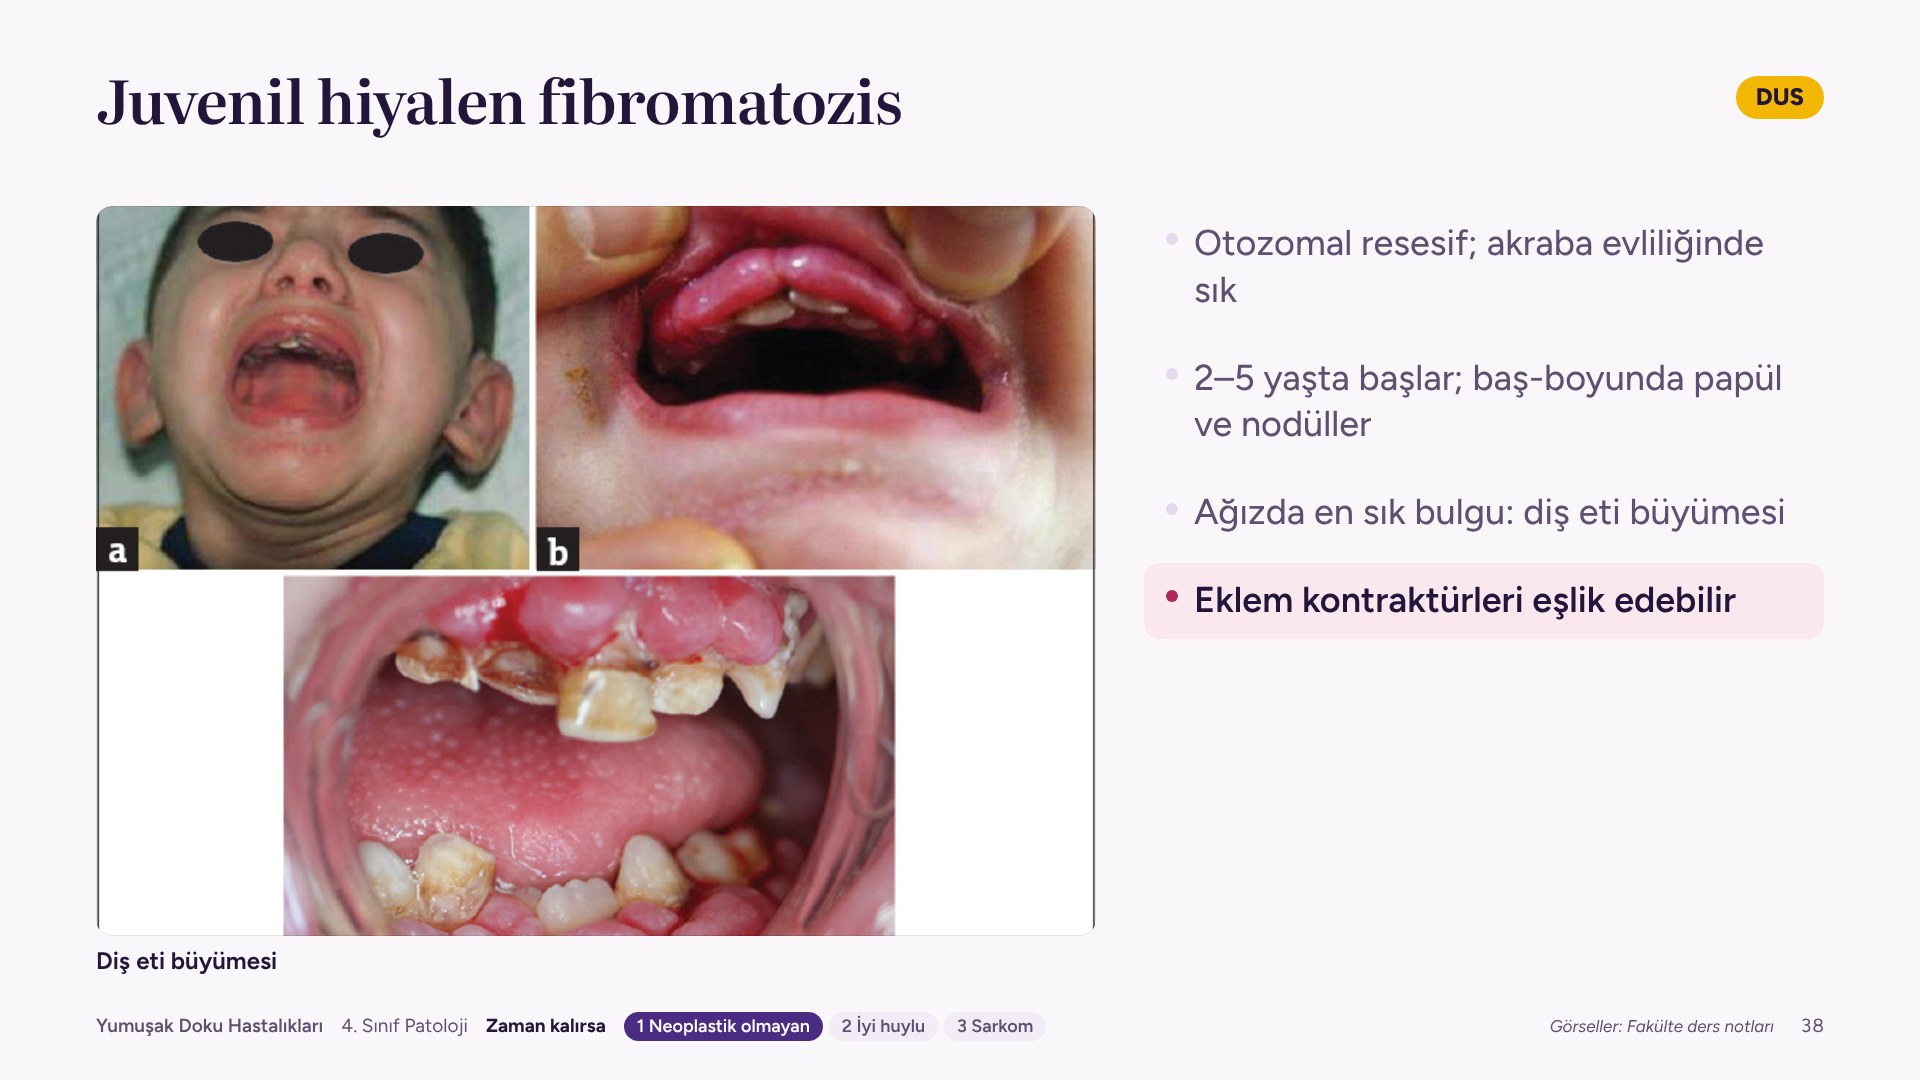 Juvenil hiyalen fibromatozis
DUS
a
b
Diş eti büyümesi
Otozomal resesif; akraba evliliğinde
sık
2–5 yaşta başlar; baş-boyunda papül
ve nodüller
Ağızda en sık bulgu: diş eti büyümesi
Eklem kontraktürleri eşlik edebilir
Yumuşak Doku Hastalıkları 4. Sınıf Patoloji Zaman kalırsa 1 Neoplastik olmayan 2 İyi huylu 3 Sarkom
Görseller: Fakülte ders notları 38